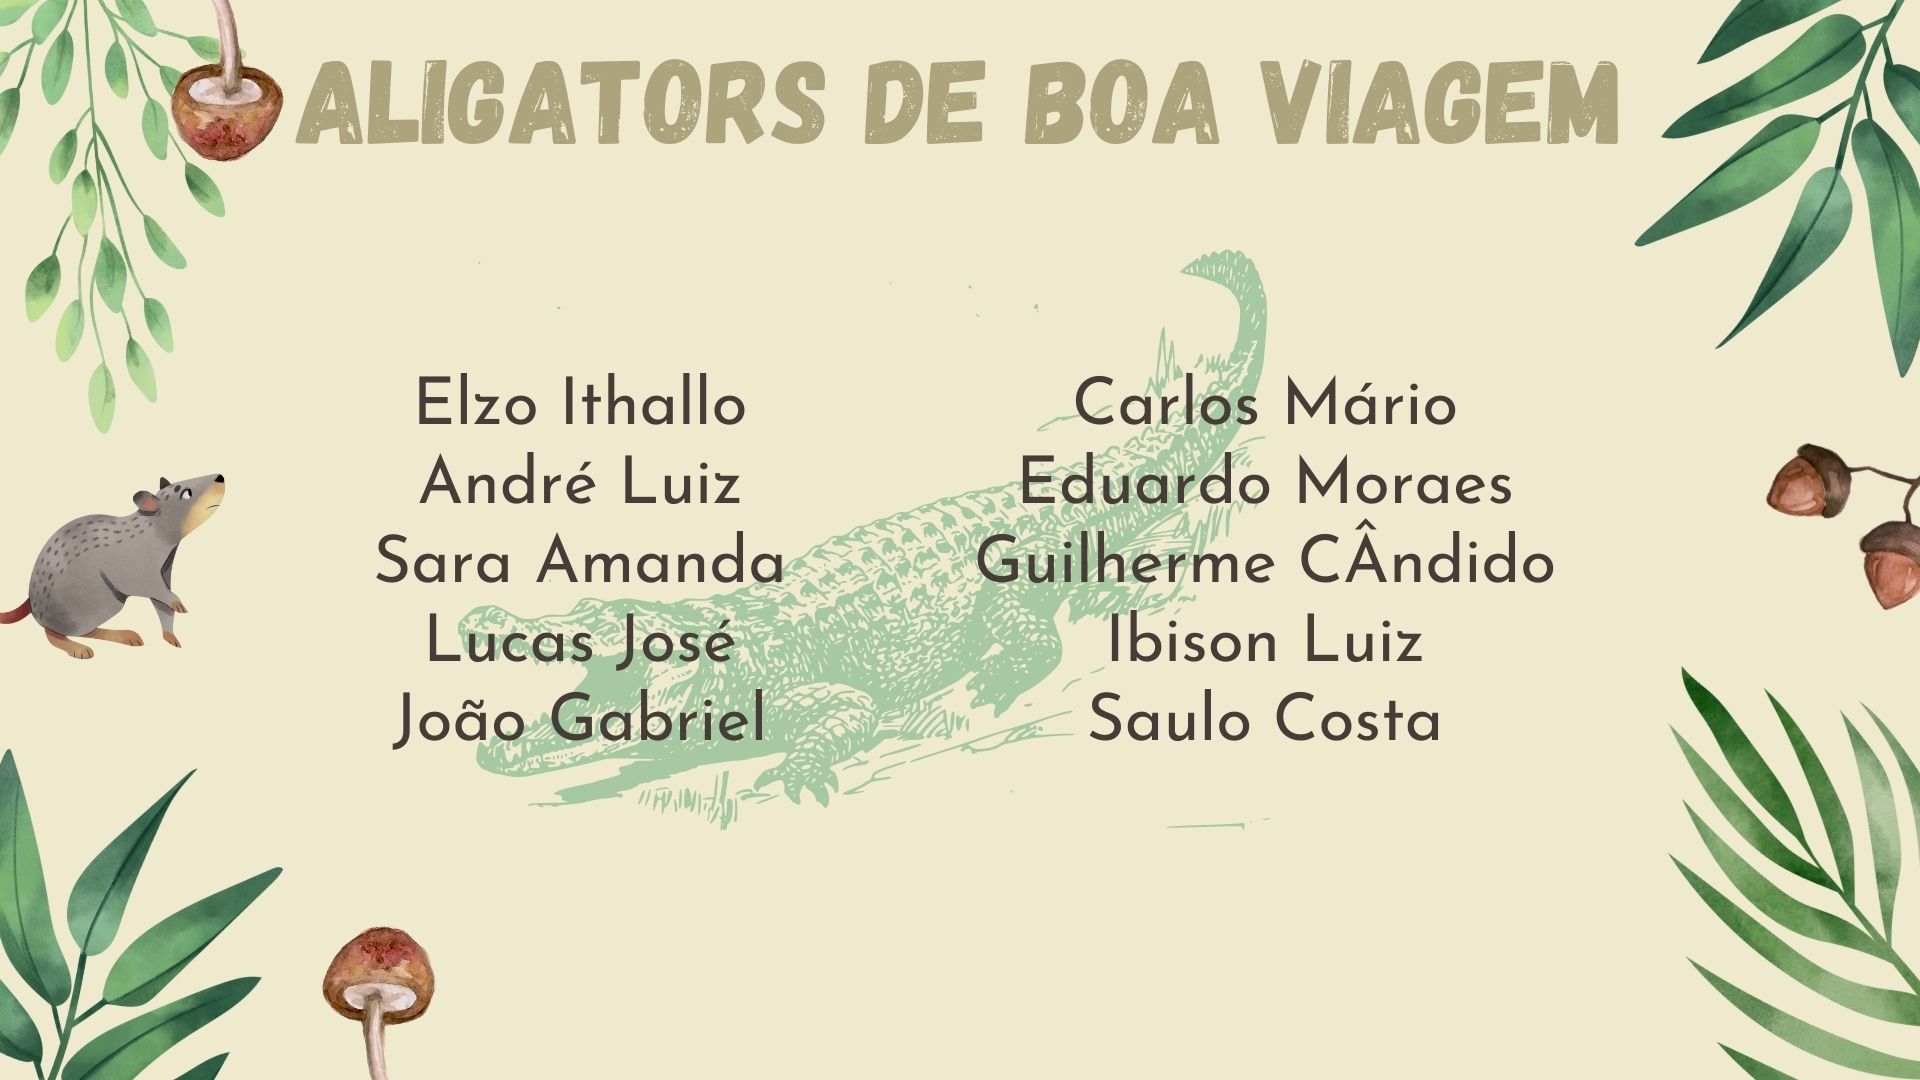 ALIGATORS DE BOA VIAGEM
Elzo Ithallo
André Luiz
Sara Amanda
Lucas José
João Gabriel
Carlos Mário
Eduardo Moraes
Guilherme CÂndido
Ibison Luiz
Saulo Costa